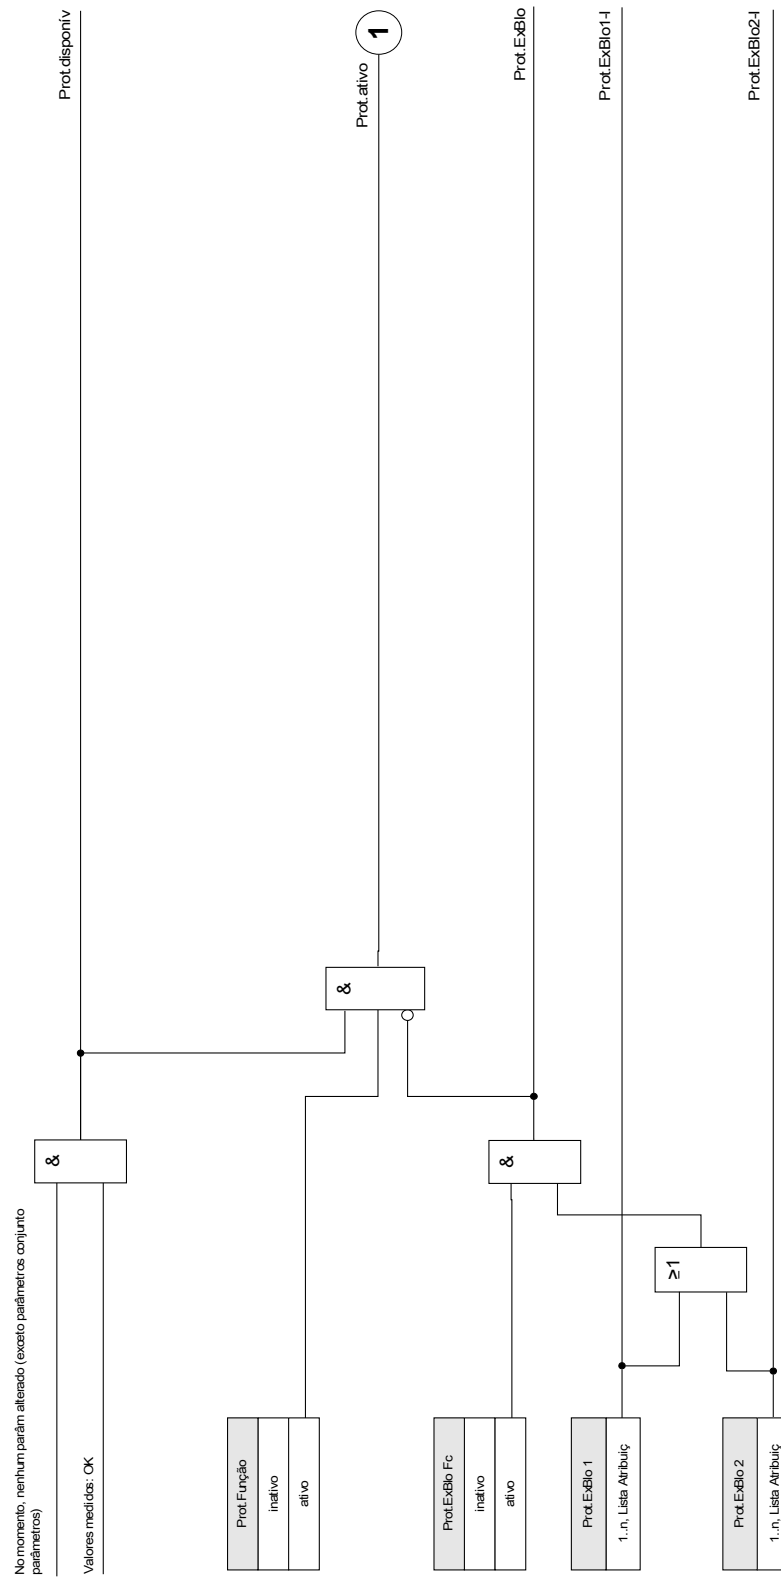 No momento, nenhum parâm alterado (exceto parâmetros conjunto
parâmetros)
Valores medidos: OK
&
Prot.disponív
Prot.Função
inativo
ativo
&
Prot.ativo
1
Prot.ExBlo Fc
inativo
ativo
&
Prot.ExBlo
Prot.ExBlo 1
1..n, Lista Atribuiç
≥1
Prot.ExBlo1-I
Prot.ExBlo 2
1..n, Lista Atribuiç
Prot.ExBlo2-I